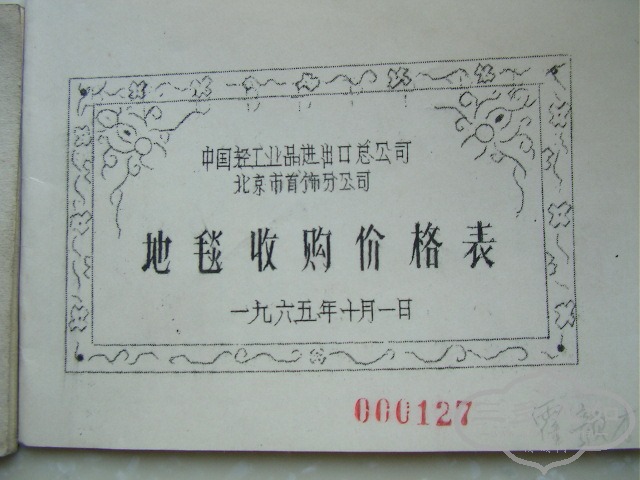 中国轻工业品进出口总公司
北京市首饰分公司
地毯收购价格表
一九六五年十月一日
000127